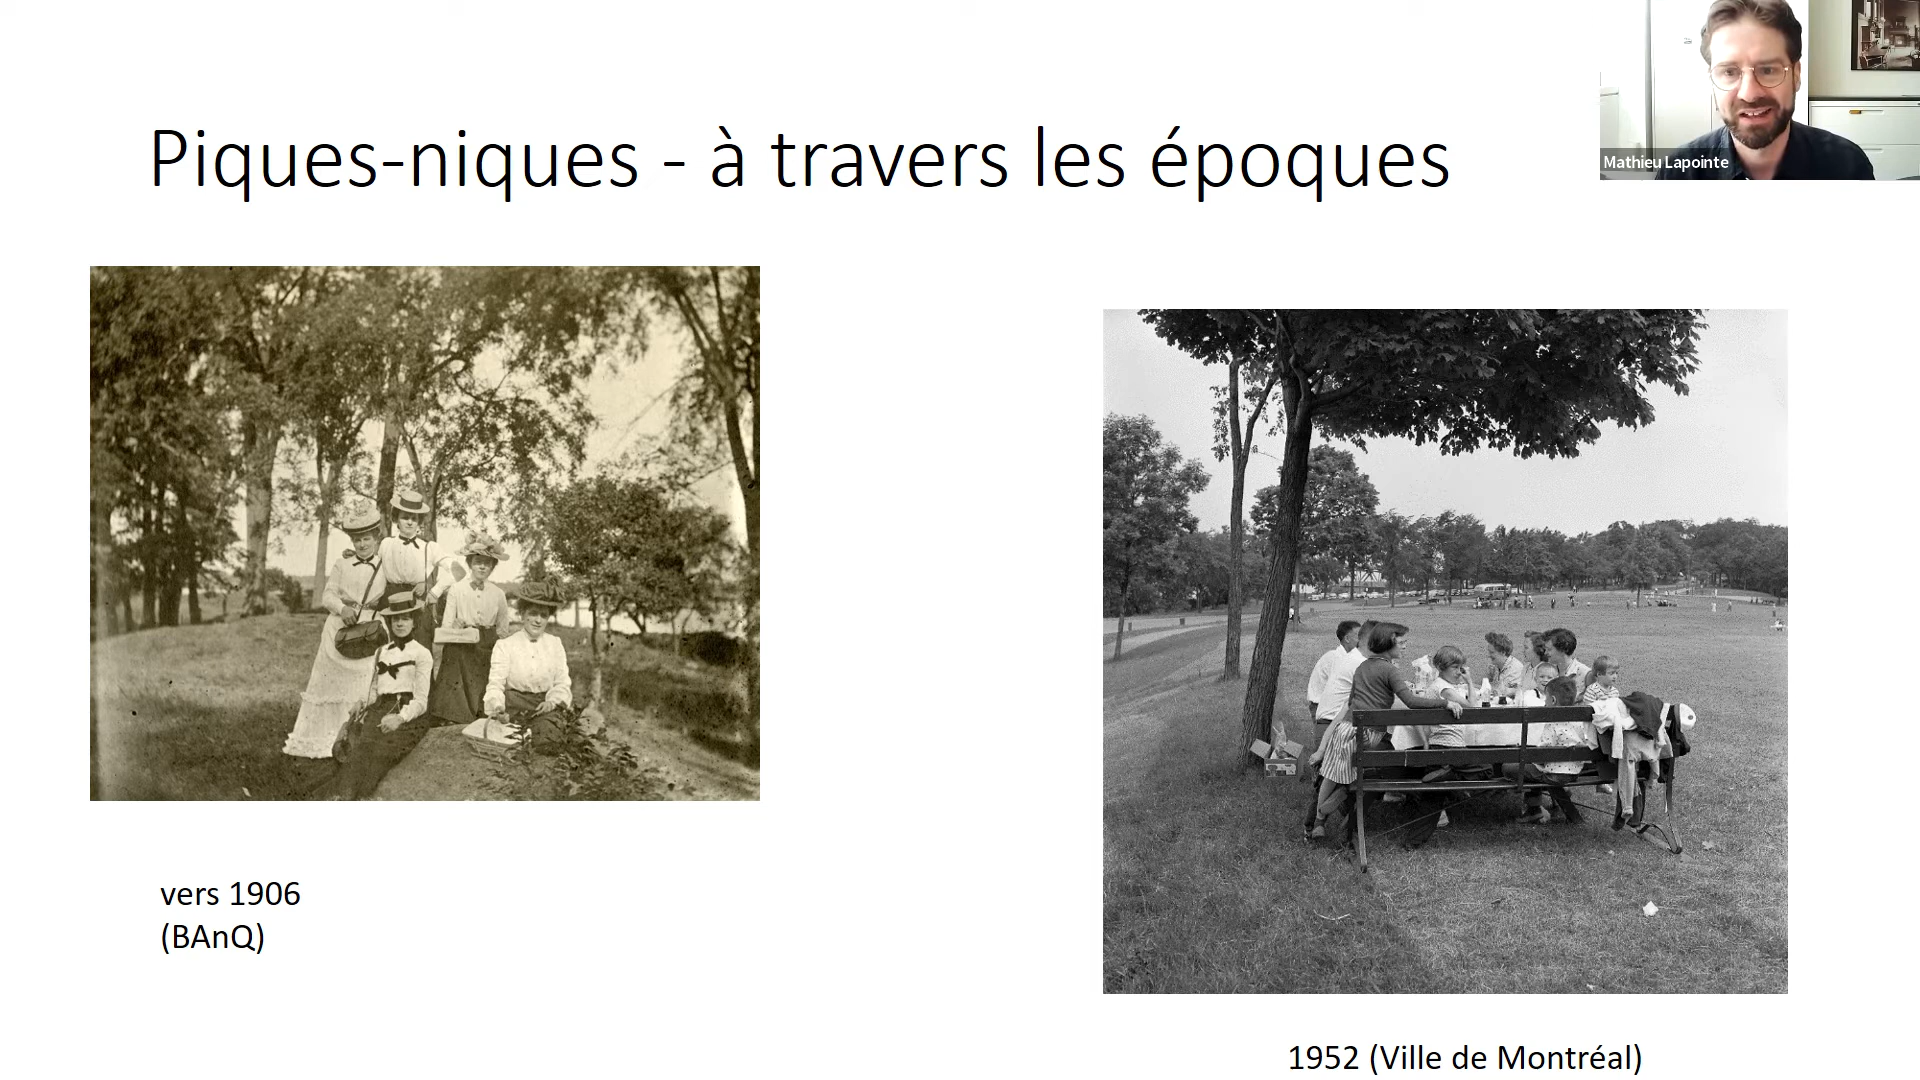 Piques-niques - à travers les époques
Mathieu Lapointe
vers 1906
(BAnQ)
1952 (Ville de Montréal)